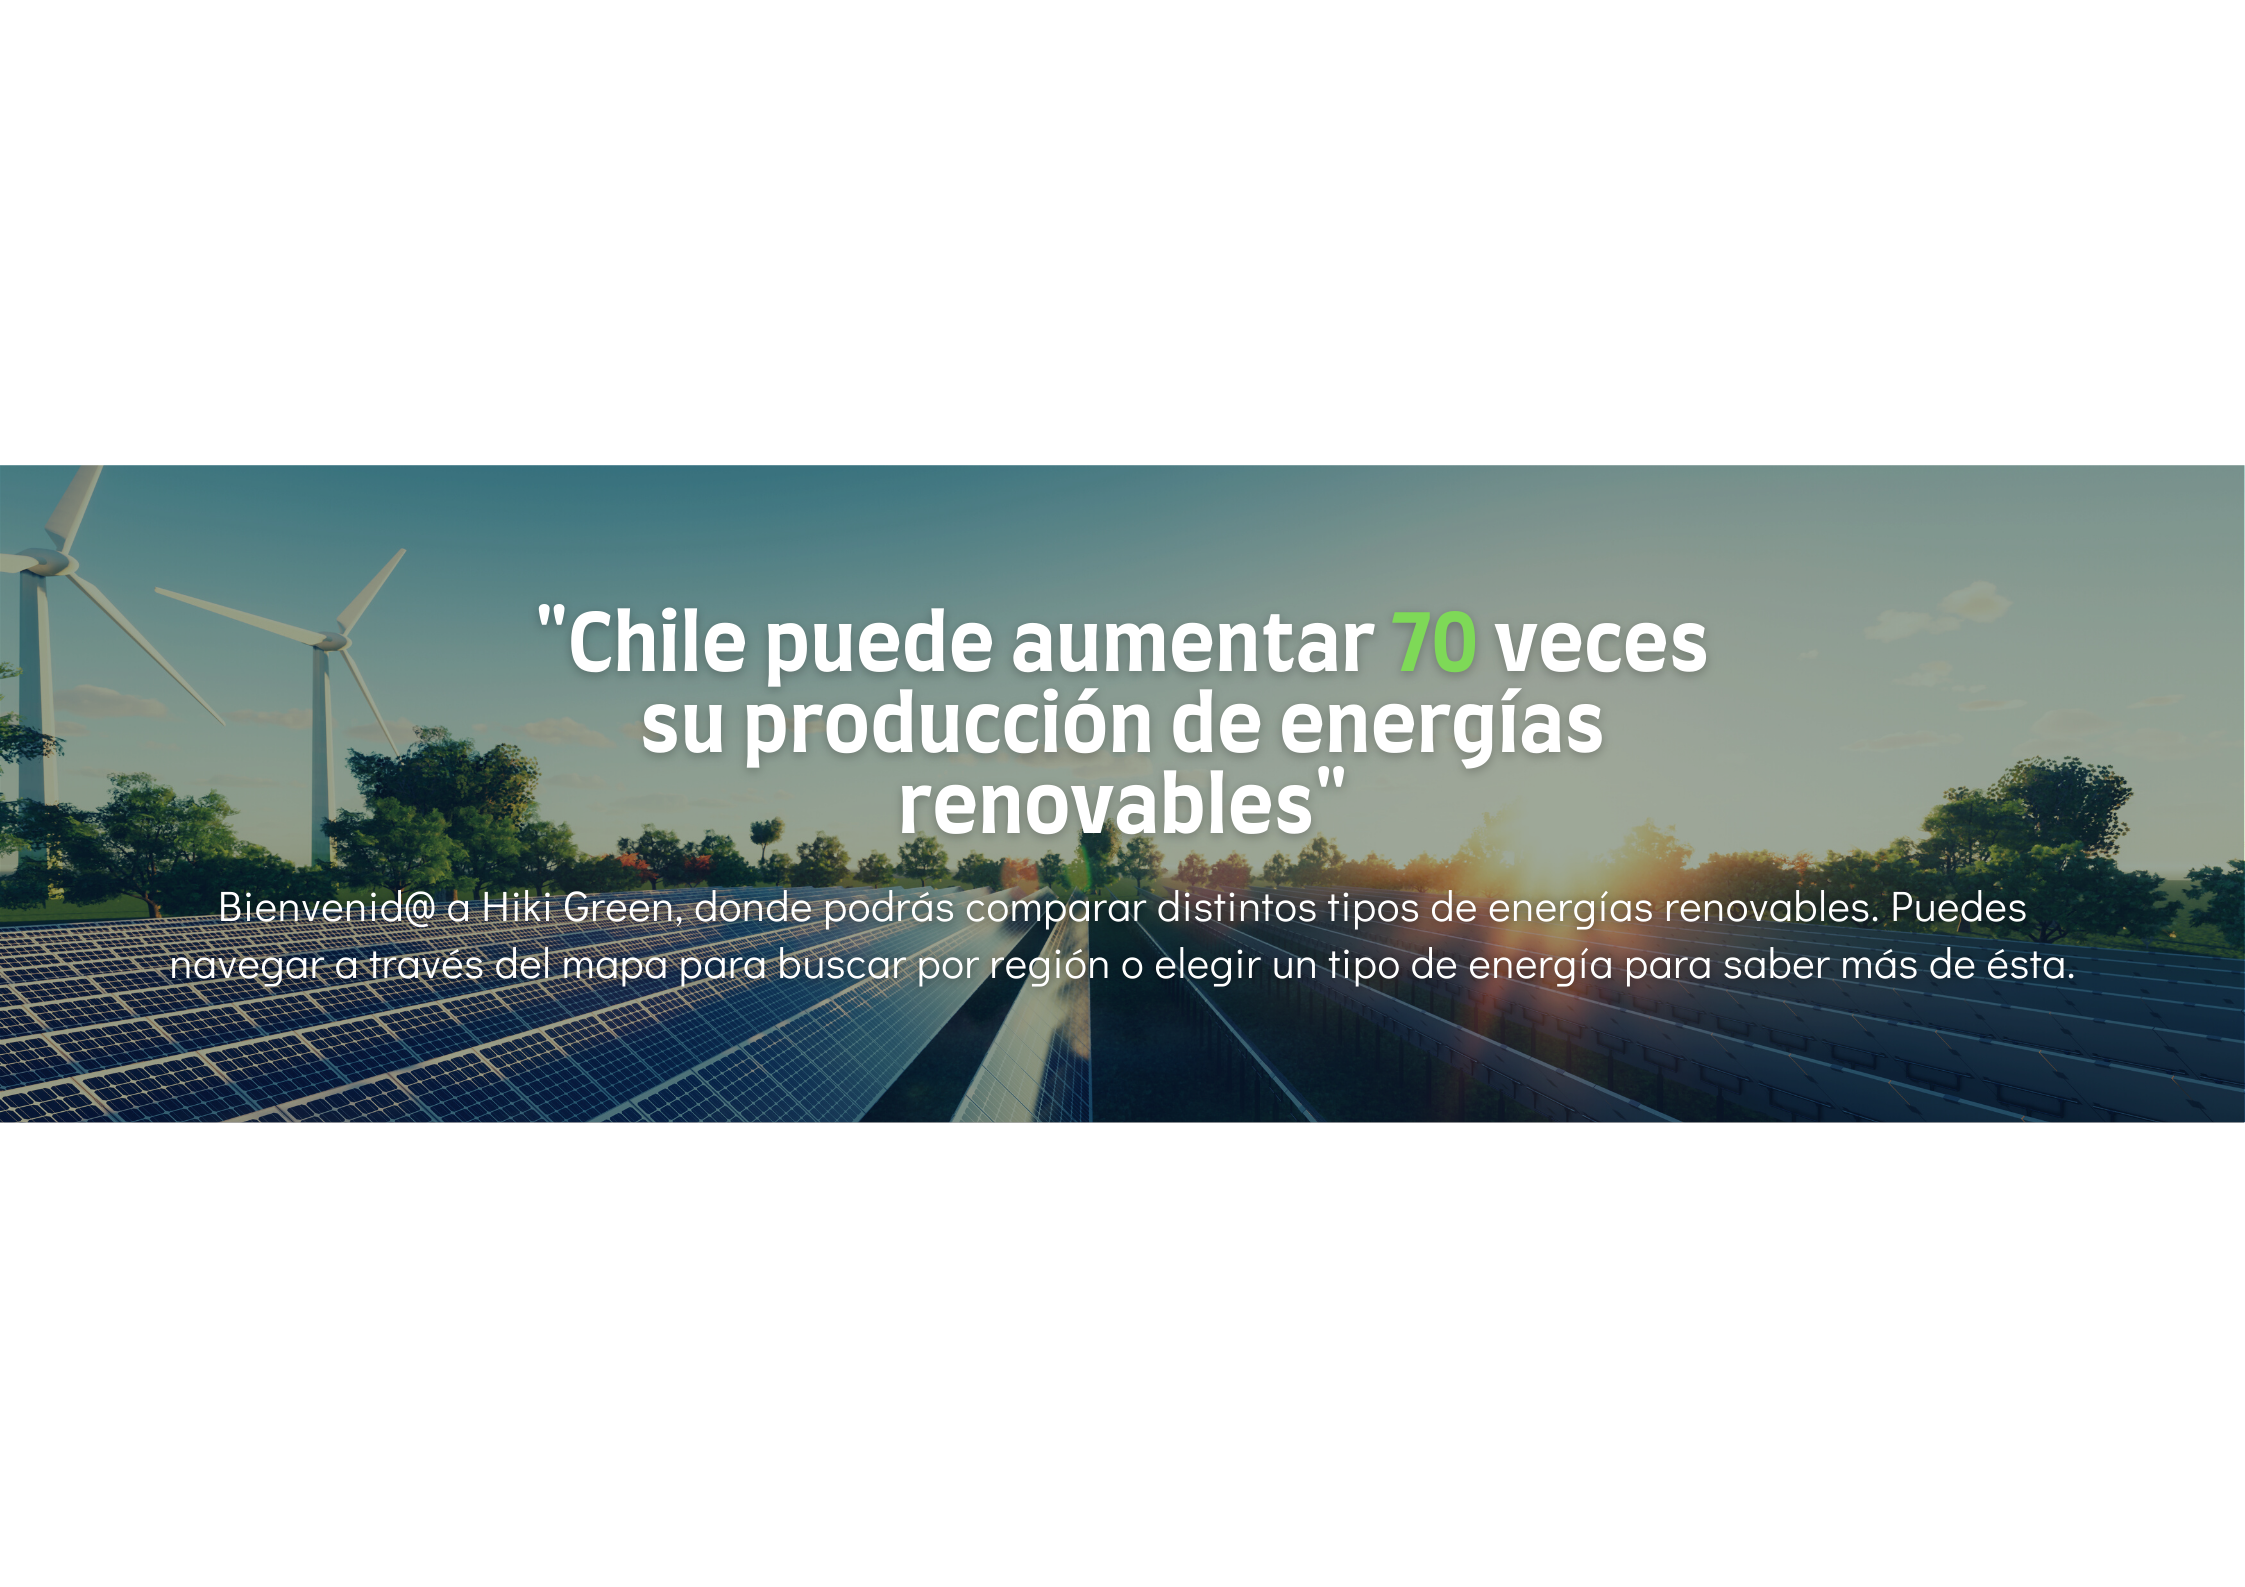 "Chile puede aumentar 70 veces
su producción de energías
renovables"
Bienvenid@ a Hiki Green, donde podrás comparar distintos tipos de energías renovables. Puedes
navegar a través del mapa para buscar por región o elegir un tipo de energía para saber más de ésta.